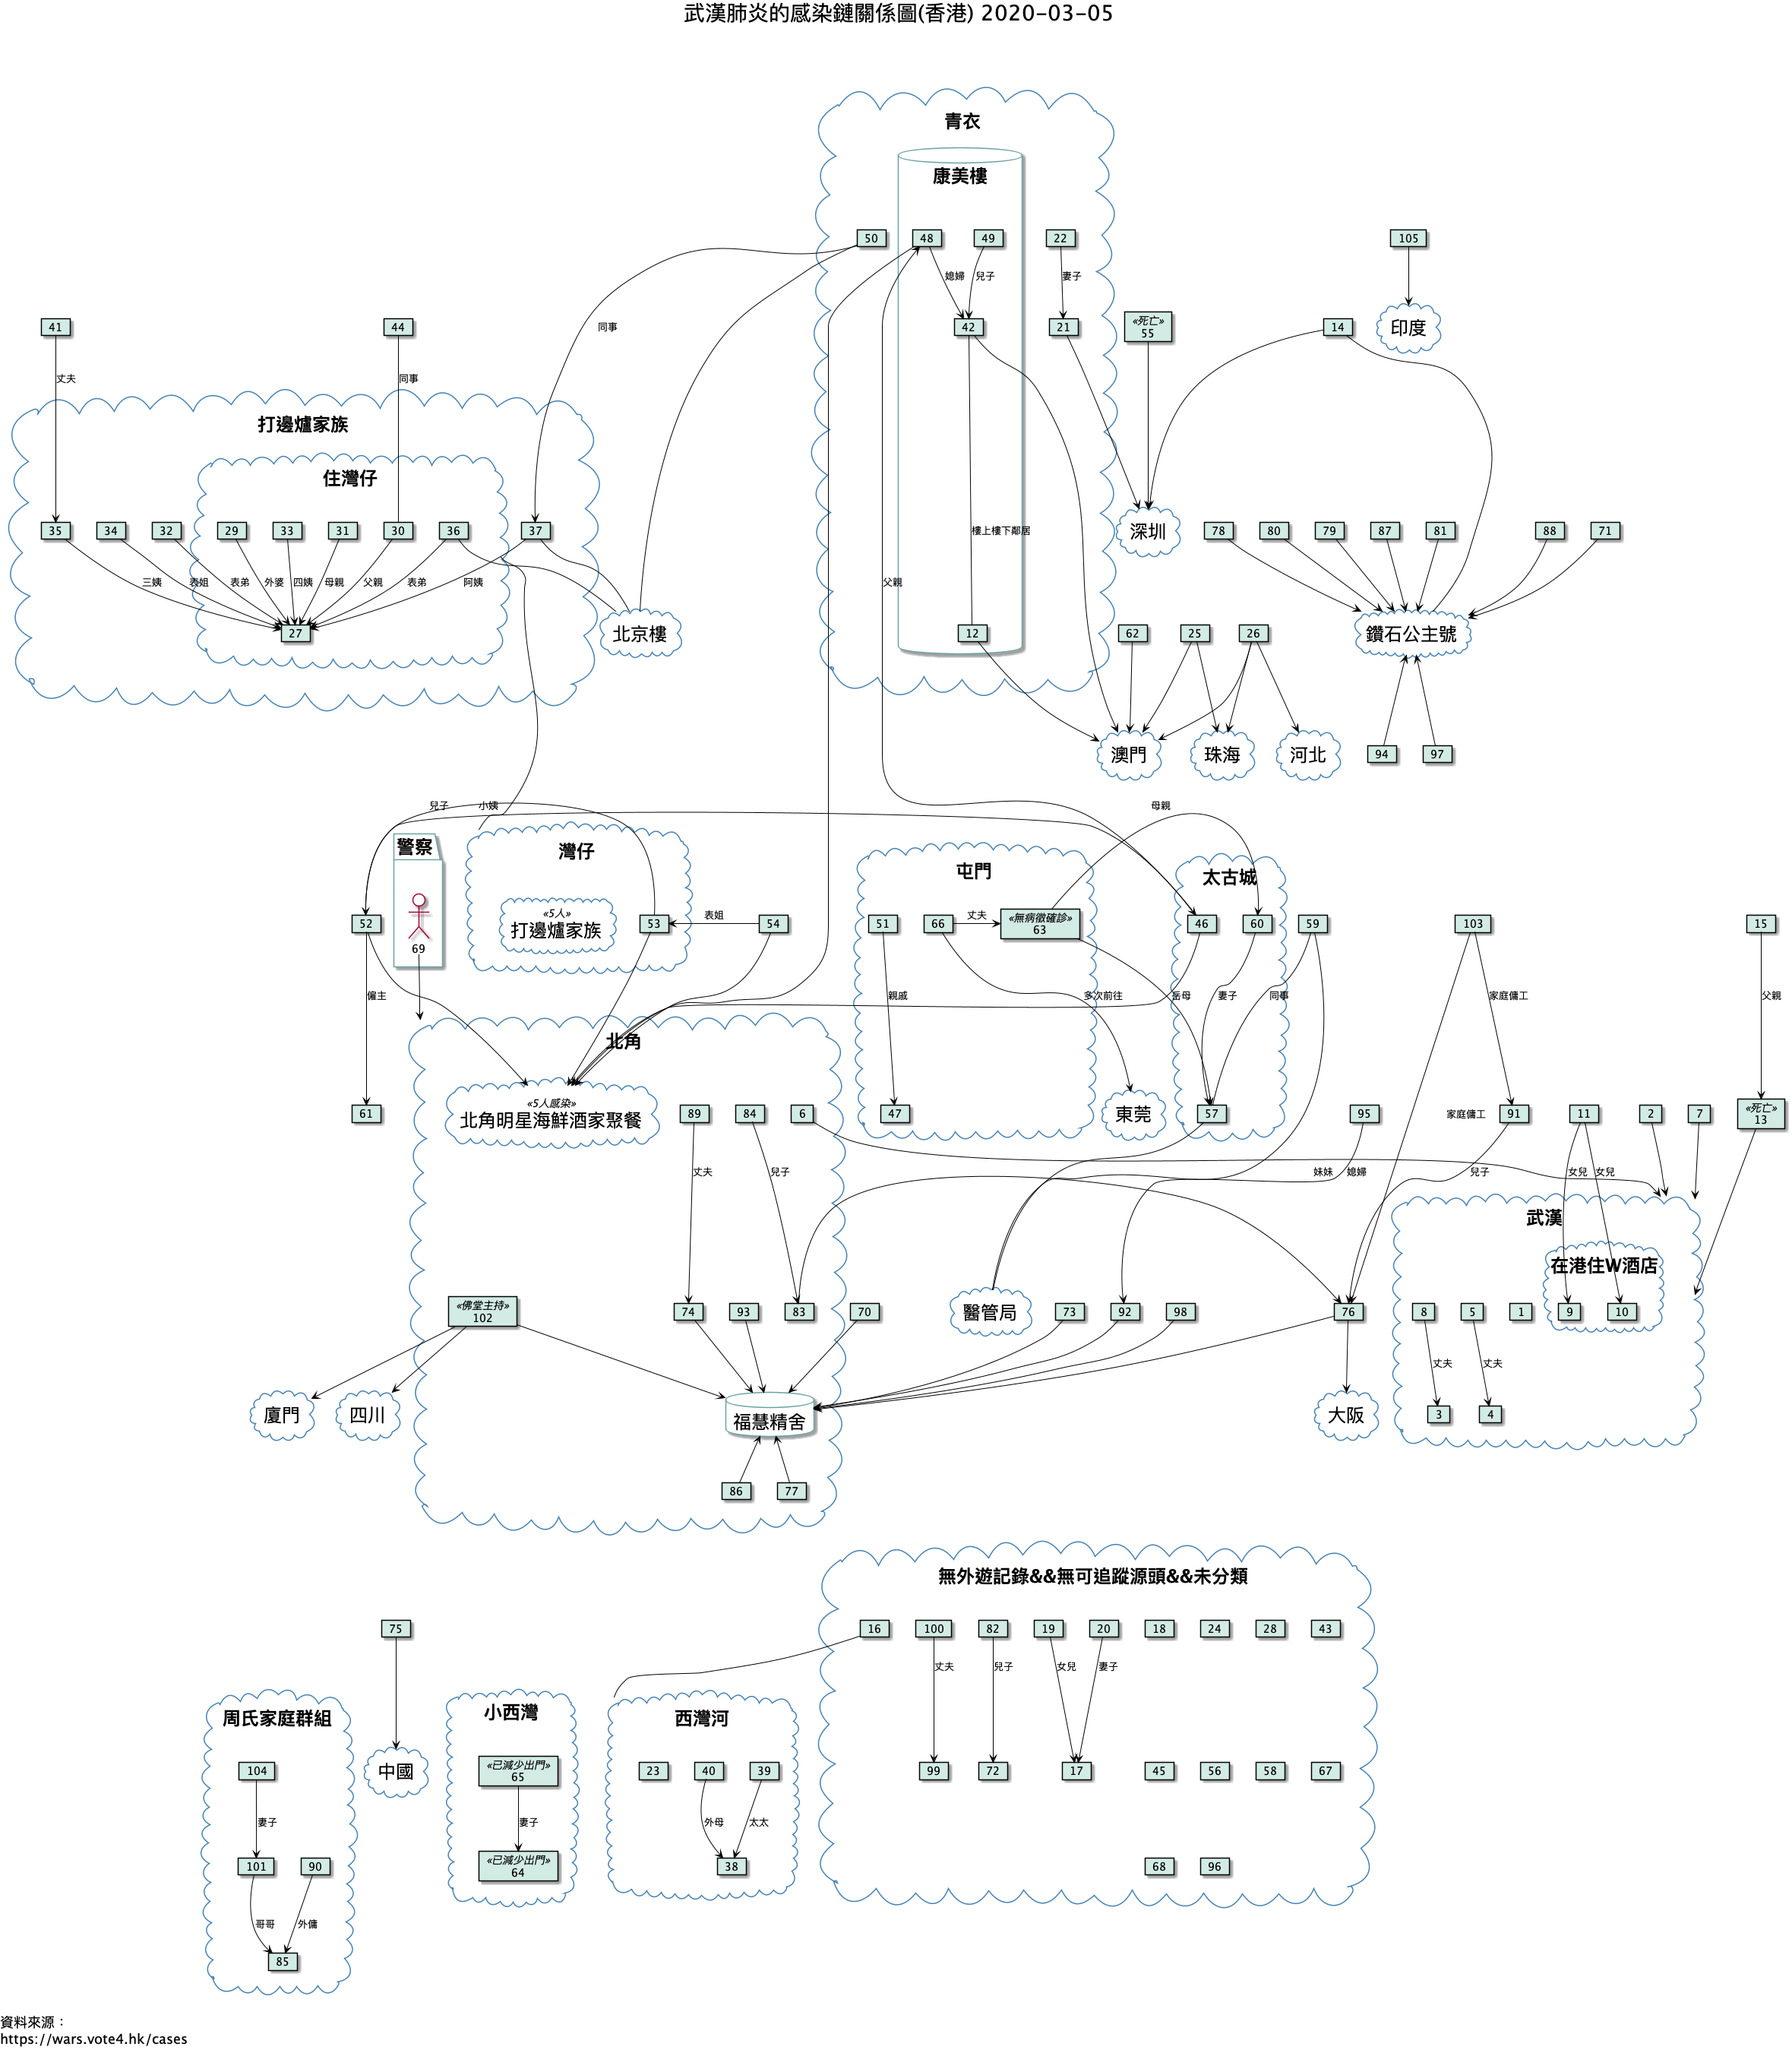 武漢肺炎的感染鏈關係圖(香港) 2020-03-05
青衣
康美樓
50
48
49
22
105
媳婦
兒子
妻子
41
44
同事
42
21
«死亡»
55
14
印度
丈夫
同事
打邊爐家族
住灣仔
35
34
32
29
33
31
30
36
37
樓上樓下鄰居
深圳
78
80
79
87
81
88
71
三姨
表姐
表弟
外婆
四姨
母親
父親
表弟
阿姨
父親
27
北京樓
12
62
25
26
鑽石公主號
澳門
珠海
河北
94
97
兒子
小姨
母親
警察
灣仔
屯門
太古城
52
69
«5人»
打邊爐家族
53
表姐
54
51
66
丈夫
«無病徵確診»
63
46
60
59
103
15
僱主
親戚
多次前往
岳母
妻子
同事
家庭傭工
父親
北角
61
«5人感染»
北角明星海鮮酒家聚餐
89
84
6
47
東莞
57
95
家庭傭工
91
11
2
7
«死亡»
13
丈夫
兒子
妹妹
媳婦
兒子
女兒
女兒
武漢
在港住W酒店
«佛堂主持»
102
74
93
83
70
醫管局
73
92
98
76
8
5
1
9
10
丈夫
丈夫
廈門
四川
福慧精舍
大阪
3
4
86
77
無外遊記錄&&無可追蹤源頭&&未分類
75
16
100
82
19
20
18
24
28
43
丈夫
兒子
女兒
妻子
周氏家庭群組
小西灣
西灣河
104
中國
«已減少出門»
65
23
40
39
99
72
17
45
56
58
67
妻子
妻子
外母
太太
101
90
«已減少出門»
64
38
68
96
哥哥
外傭
85
資料來源：
https://wars.vote4.hk/cases